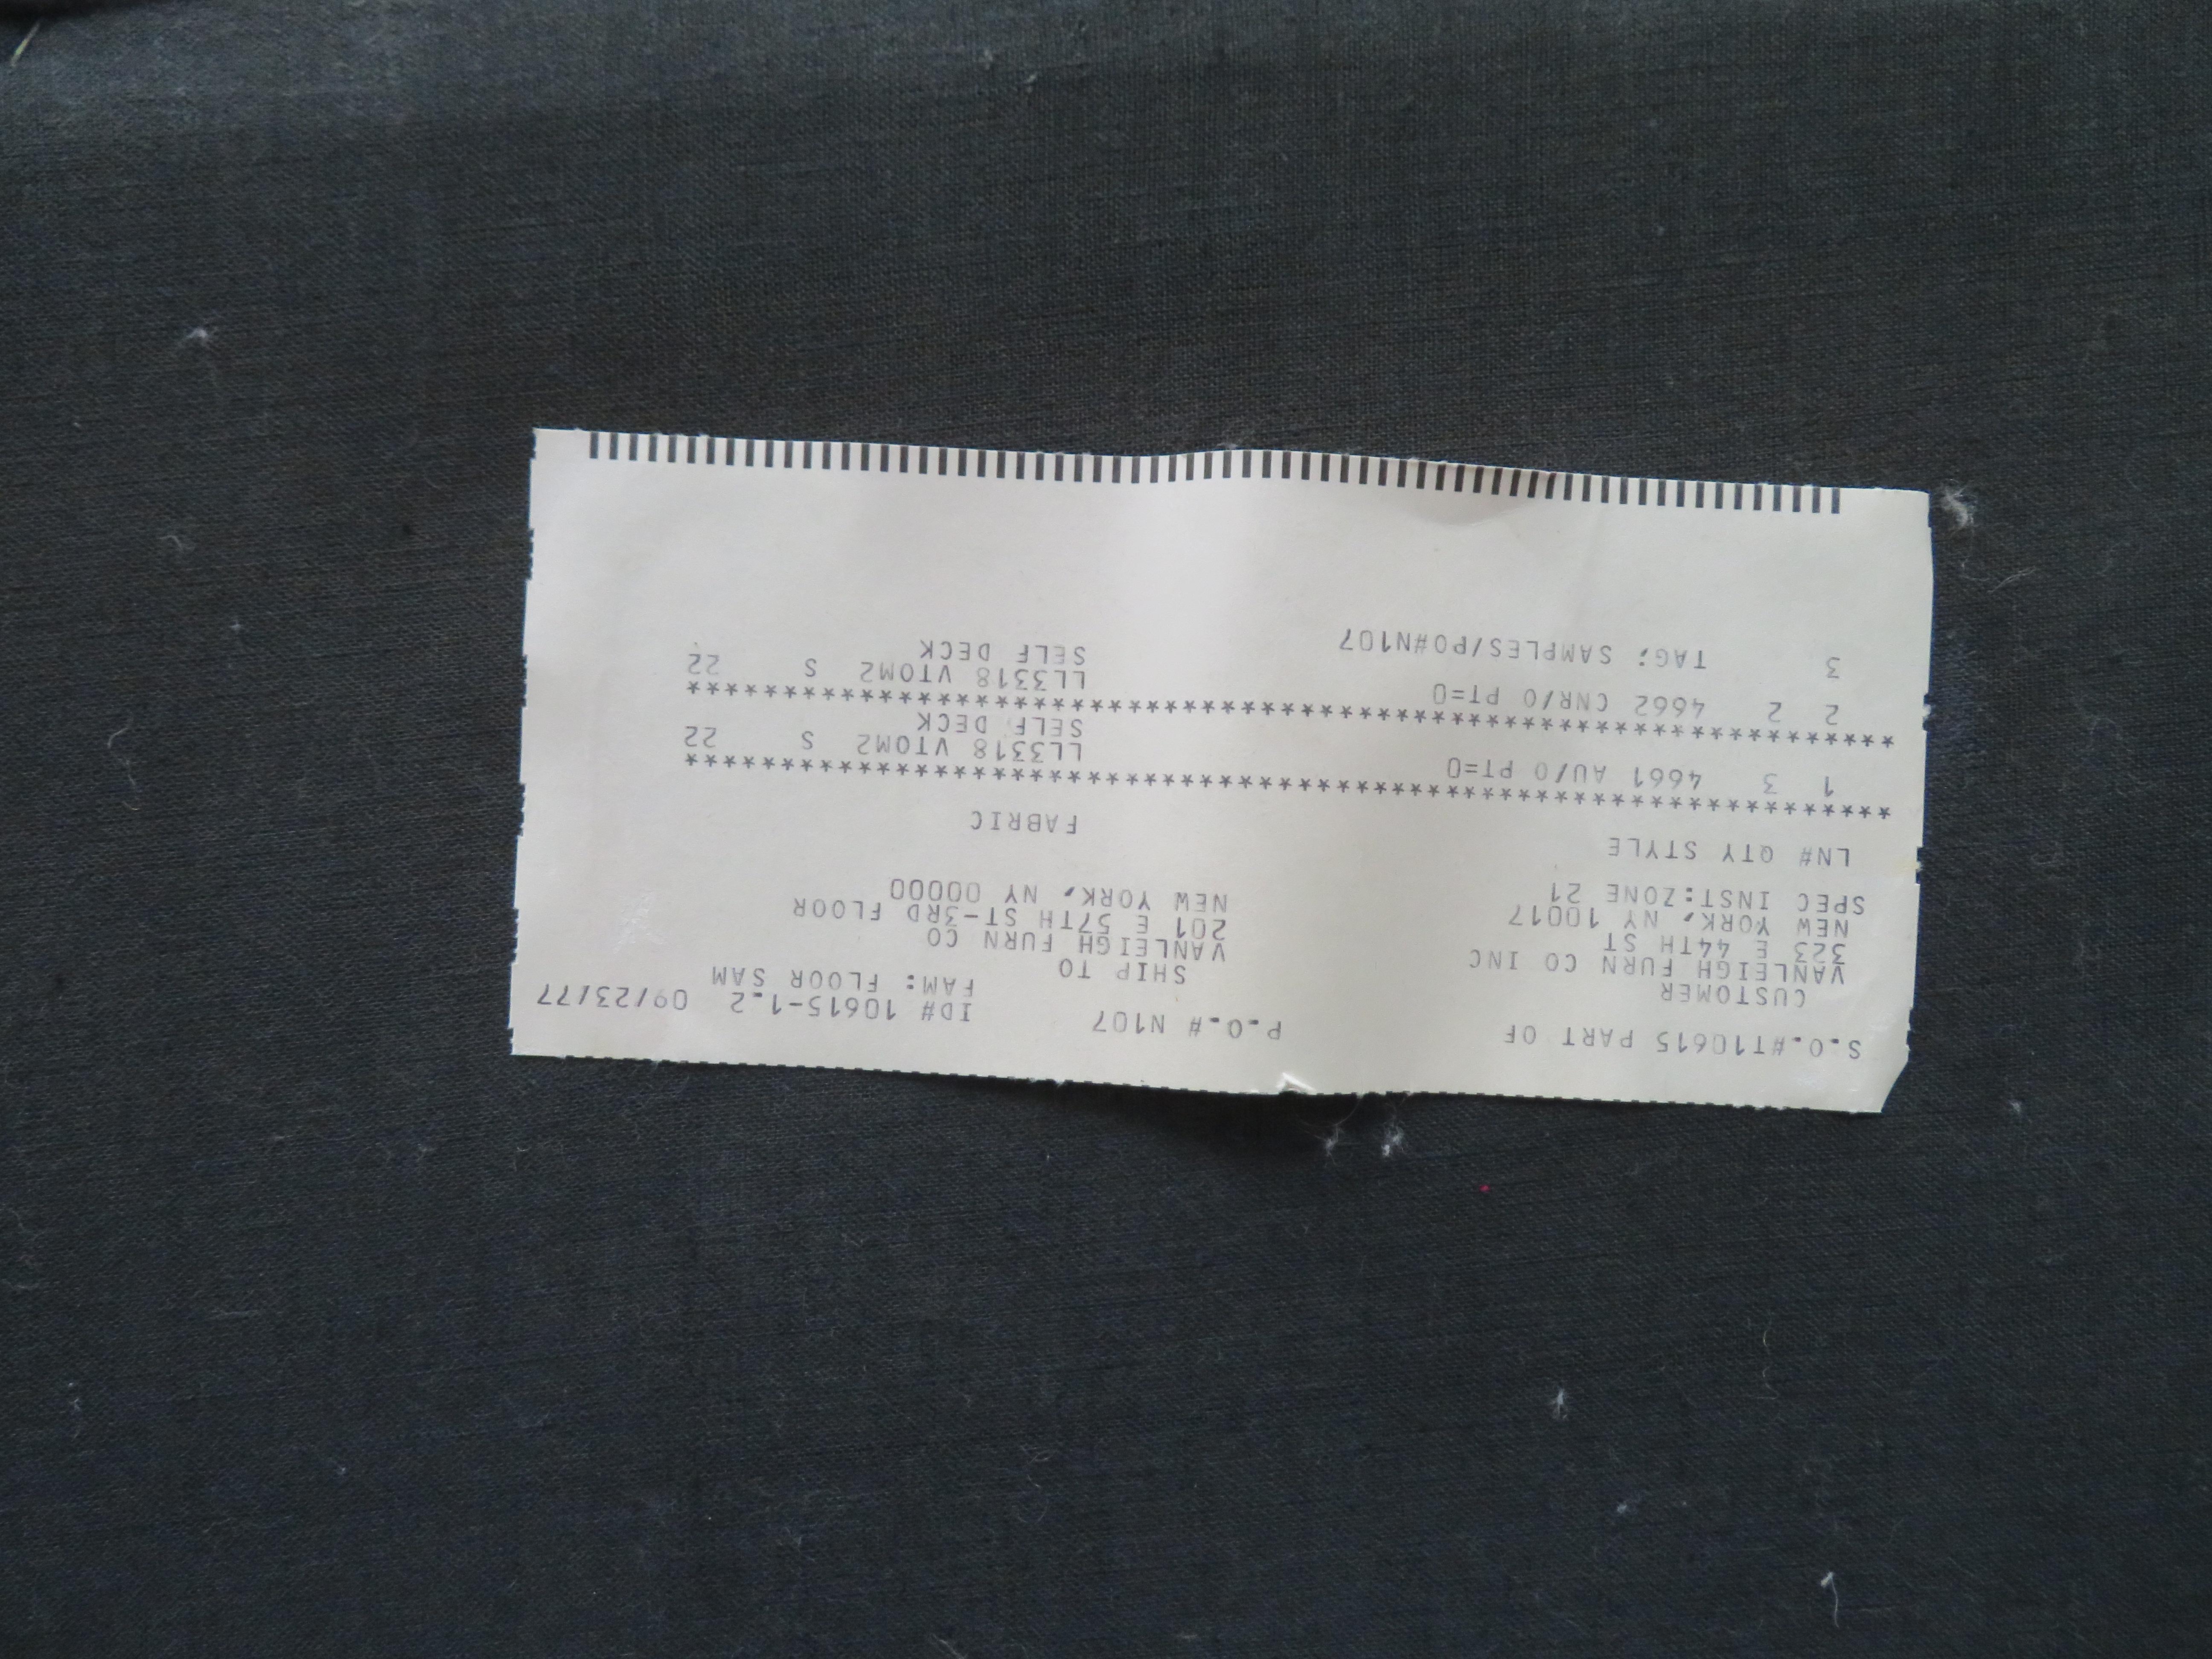 S.O.#T10615 PART OF P.O.# N107 ID# 10615-1.2 09/23/77
FAM: FLOOR SAM
CUSTOMER SHIP TO
VANLEIGH FURN CO INC VANLEIGH FURN CO
323 E 44TH ST 201 E 57TH ST-3RD FLOOR
NEW YORK, NY 10017 NEW YORK, NY 00000
SPEC INST:ZONE 21
LN# QTY STYLE FABRIC
**************************************************************
1 3 4661 AU/O PT=0 LL3318 VTOM2 S 22
SELF DECK
**************************************************************
2 2 4662 CNR/O PT=0 LL3318 VTOM2 S 22
SELF DECK
3 TAG: SAMPLES/PO#N107